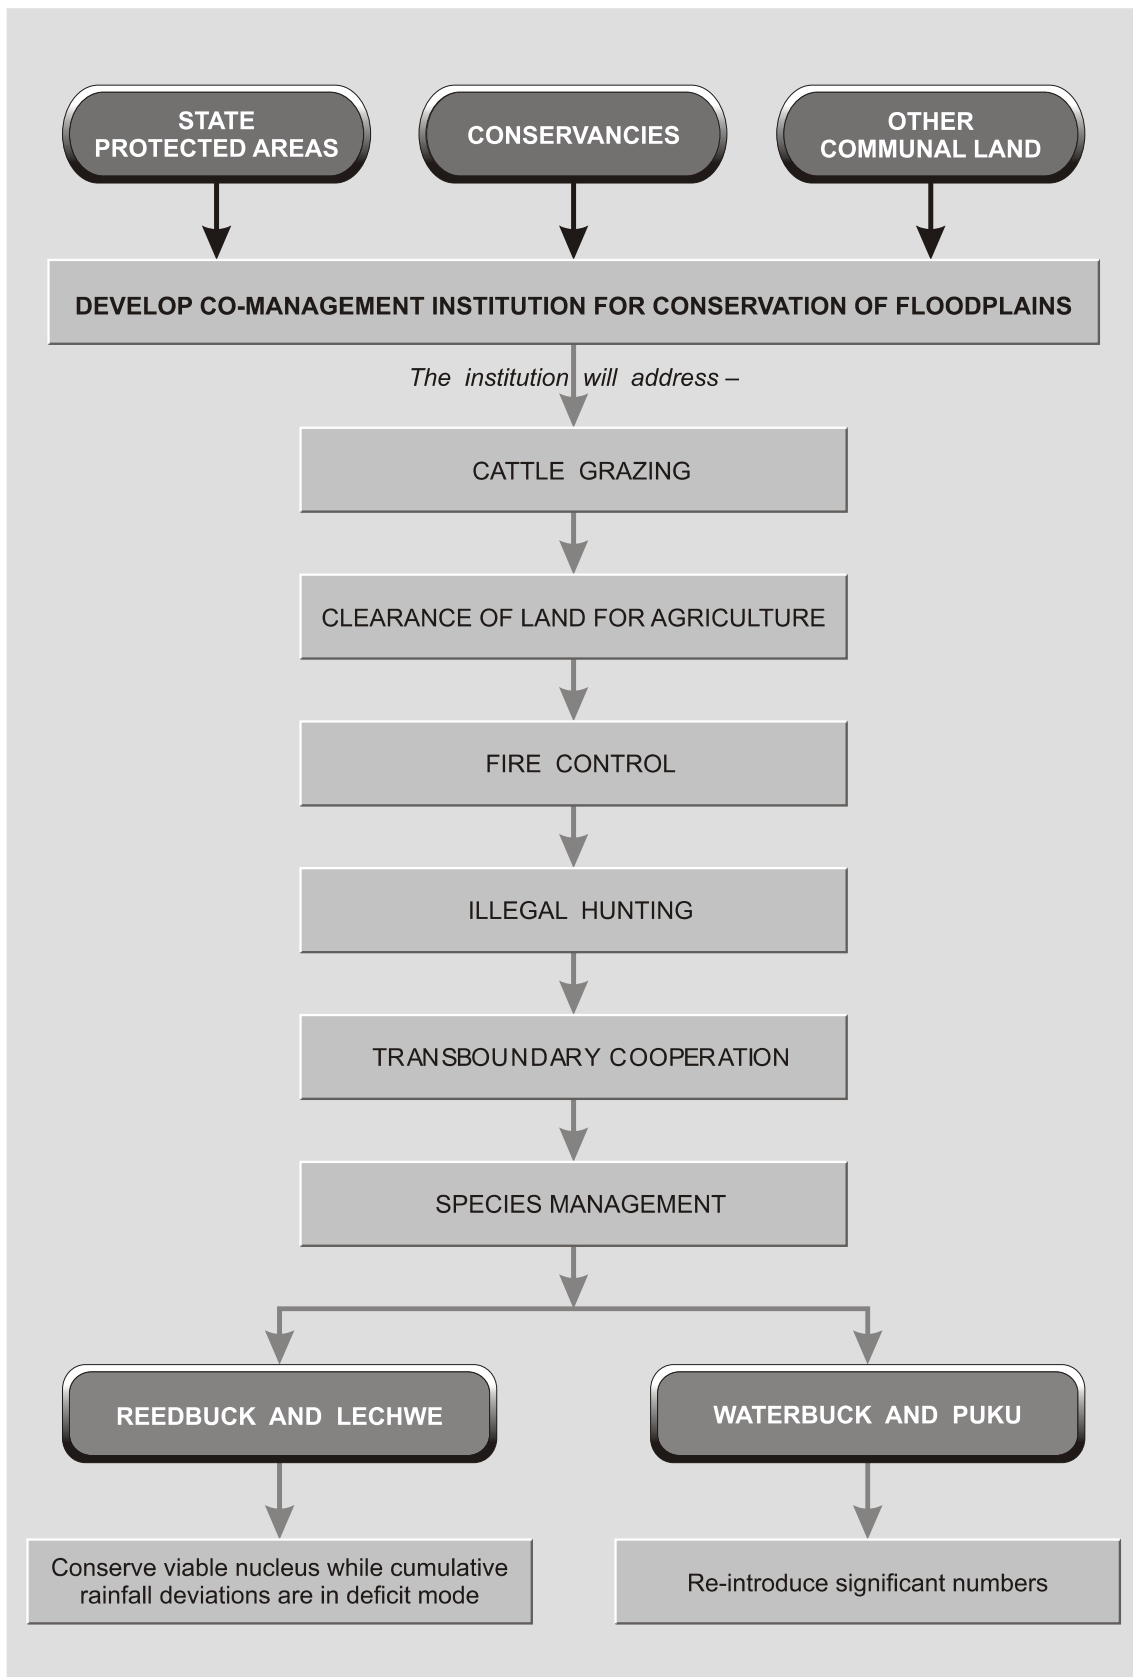 STATE
PROTECTED AREAS
CONSERVANCIES
OTHER
COMMUNAL LAND
DEVELOP CO-MANAGEMENT INSTITUTION FOR CONSERVATION OF FLOODPLAINS
The institution will address –
CATTLE GRAZING
CLEARANCE OF LAND FOR AGRICULTURE
FIRE CONTROL
ILLEGAL HUNTING
TRANSBOUNDARY COOPERATION
SPECIES MANAGEMENT
REEDBUCK AND LECHWE
WATERBUCK AND PUKU
Conserve viable nucleus while cumulative
rainfall deviations are in deficit mode
Re-introduce significant numbers